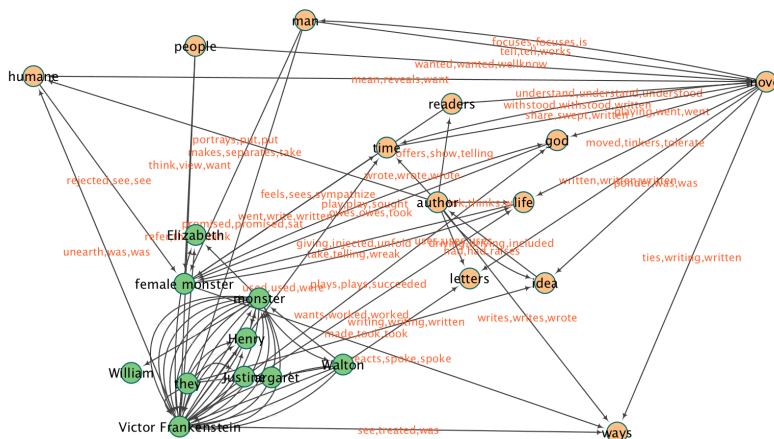 man
focuses,focuses,is
people
tell,tell,works
wanted,wanted,wellknow
humane
mean,reveals,want
nove
understand,understand,understood
readers
withstood,withstood,written
share,swept,written
playing,went,went
portrays,put,put
god
moved,tinkers,tolerate
time
makes,separates,take
offers,show,telling
think,view,want
wrote,wrote,wrote
rejected,see,see
written,written,written
ponder,was,was
feels,sees,sympathize
author
life
play,play,sought
promised,promised,sat
went,write,written
owes,owes,took
Elizabeth
giving,injected,unfold
unearth,was,was
take,telling,break
had,had,raises
ties,writing,written
letters
idea
female monster
plays,plays,succeeded
used,used,were
monster
wants,worked,worked
writing,writing,written
writes,writes,wrote
made,took,took
Henry
reacts,spoke,spoke
Walton
William
Justine
argaret
they
Victor Frankenstein
see,treated,was
ways